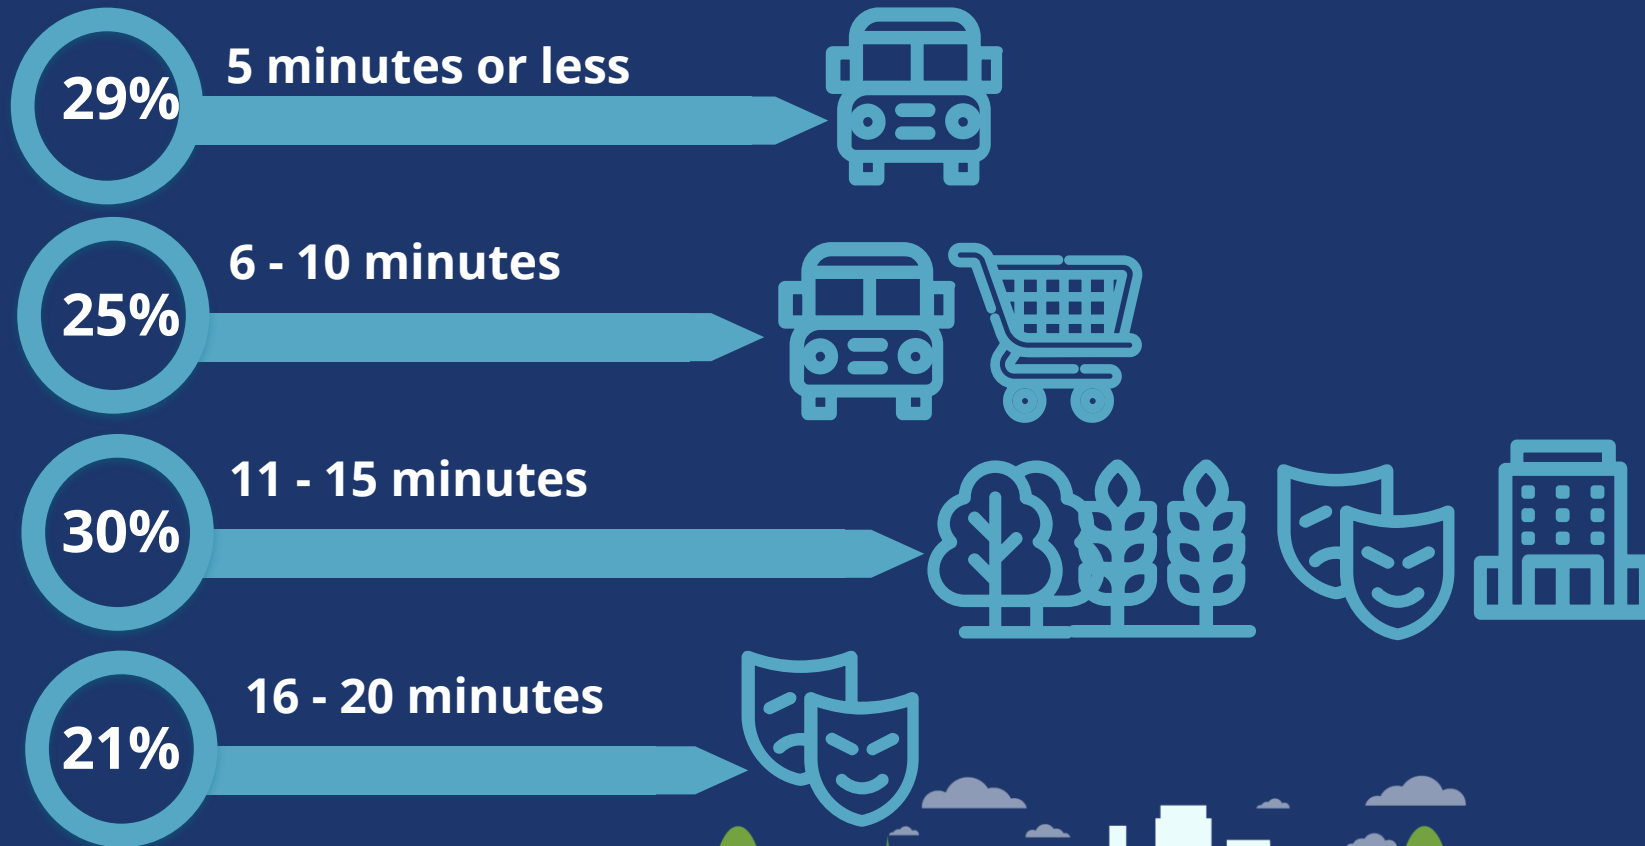 29%
5 minutes or less
25%
6 - 10 minutes
30%
11 - 15 minutes
21%
16 - 20 minutes